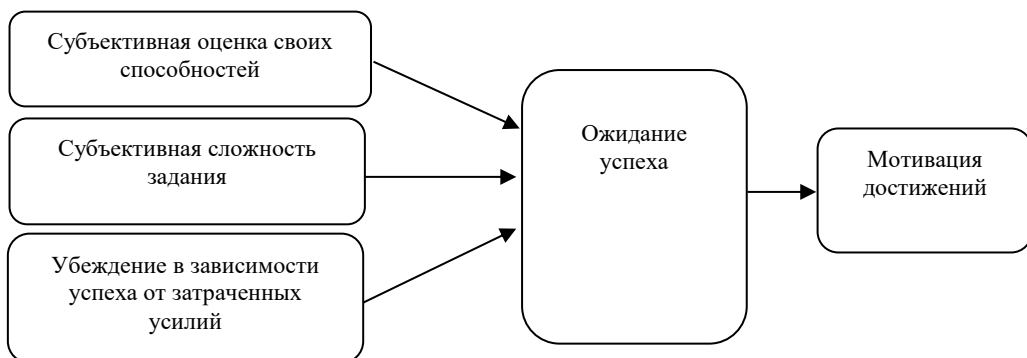 Субъективная оценка своих
способностей
Субъективная сложность
задания
Убеждение в зависимости
успеха от затраченных
усилий
Ожидание
успеха
Мотивация
достижений